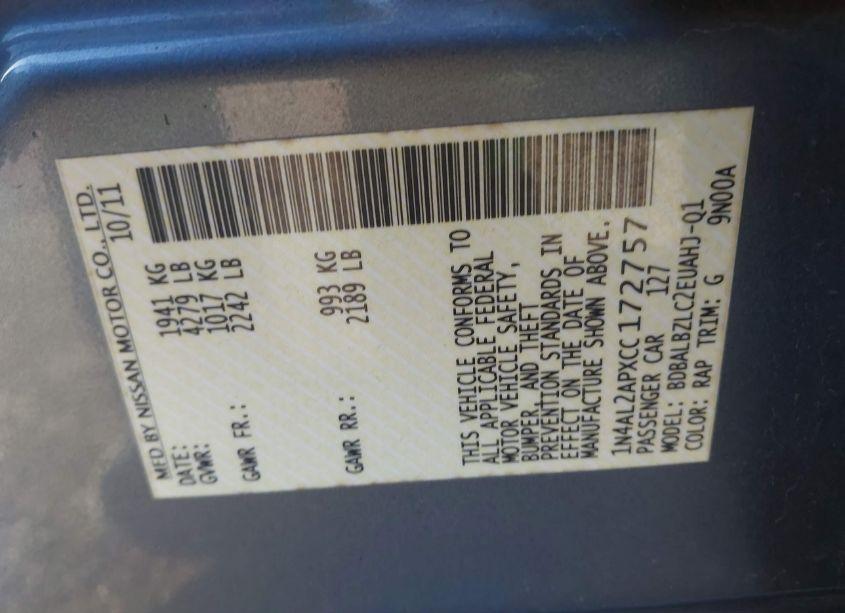 MFD BY NISSAN MOTOR CO., LTD.
DATE: 10/11
GVWR: 1941 KG
4279 LB
GAWR FR.: 1017 KG
2242 LB
GAWR RR.: 993 KG
2189 LB
THIS VEHICLE CONFORMS TO
ALL APPLICABLE FEDERAL
MOTOR VEHICLE SAFETY,
BUMPER, AND THEFT
PREVENTION STANDARDS IN
EFFECT ON THE DATE OF
MANUFACTURE SHOWN ABOVE.
1N4AL2APXCC172757
PASSENGER CAR 127
MODEL: BDBALBZLC2EUAHJ-Q1
COLOR: RAP TRIM: G 9N00A